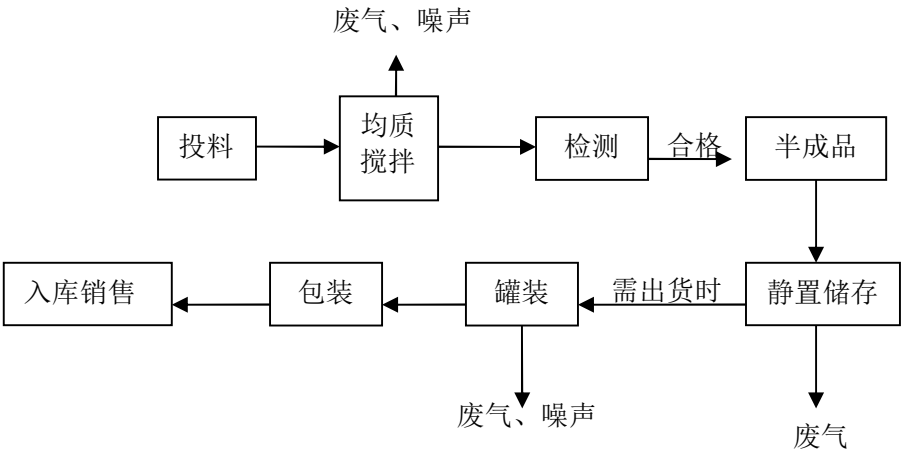 废气、噪声
投料
均质
搅拌
检测
合格
半成品
入库销售
包装
罐装
需出货时
静置储存
废气、噪声
废气